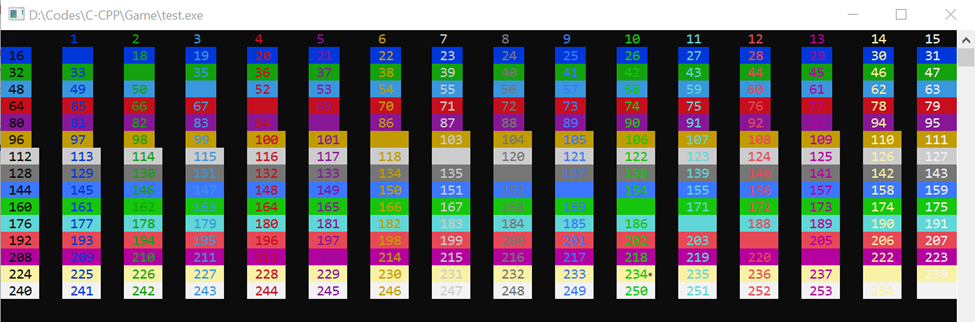 D:\Codes\C-CPP\Game\test.exe
1 2 3 4 5 6 7 8 9 10 11 12 13 14 15
16 18 19 20 21 22 23 24 25 26 27 28 29 30 31
32 33 35 36 37 38 39 40 41 42 43 44 45 46 47
48 49 50 52 53 54 55 56 57 58 59 60 61 62 63
64 65 66 67 69 70 71 72 73 74 75 76 77 78 79
80 81 82 83 84 86 87 88 89 90 91 92 93 94 95
96 97 98 99 100 101 103 104 105 106 107 108 109 110 111
112 113 114 115 116 117 118 120 121 122 123 124 125 126 127
128 129 130 131 132 133 134 135 137 138 139 140 141 142 143
144 145 146 147 148 149 150 151 152 154 155 156 157 158 159
160 161 162 163 164 165 166 167 168 169 171 172 173 174 175
176 177 178 179 180 181 182 183 184 185 186 188 189 190 191
192 193 194 195 196 197 198 199 200 201 202 203 205 206 207
208 209 210 211 212 213 214 215 216 217 218 219 220 222 223
224 225 226 227 228 229 230 231 232 233 234* 235 236 237 239
240 241 242 243 244 245 246 247 248 249 250 251 252 253 254